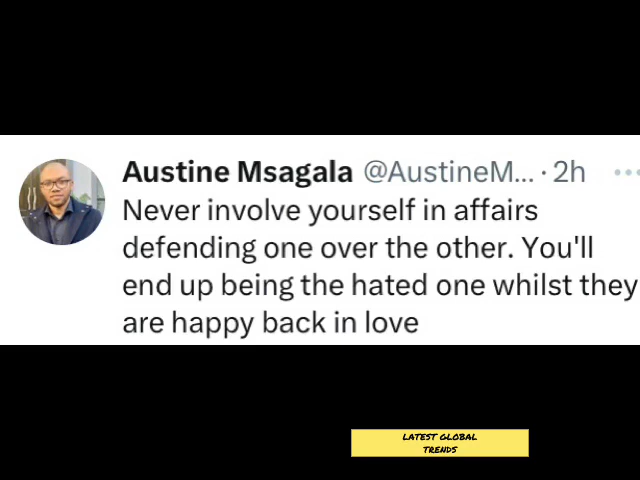 Austine Msagala @AustineM... · 2h ...
Never involve yourself in affairs
defending one over the other. You'll
end up being the hated one whilst they
are happy back in love
LATEST GLOBAL
TRENDS